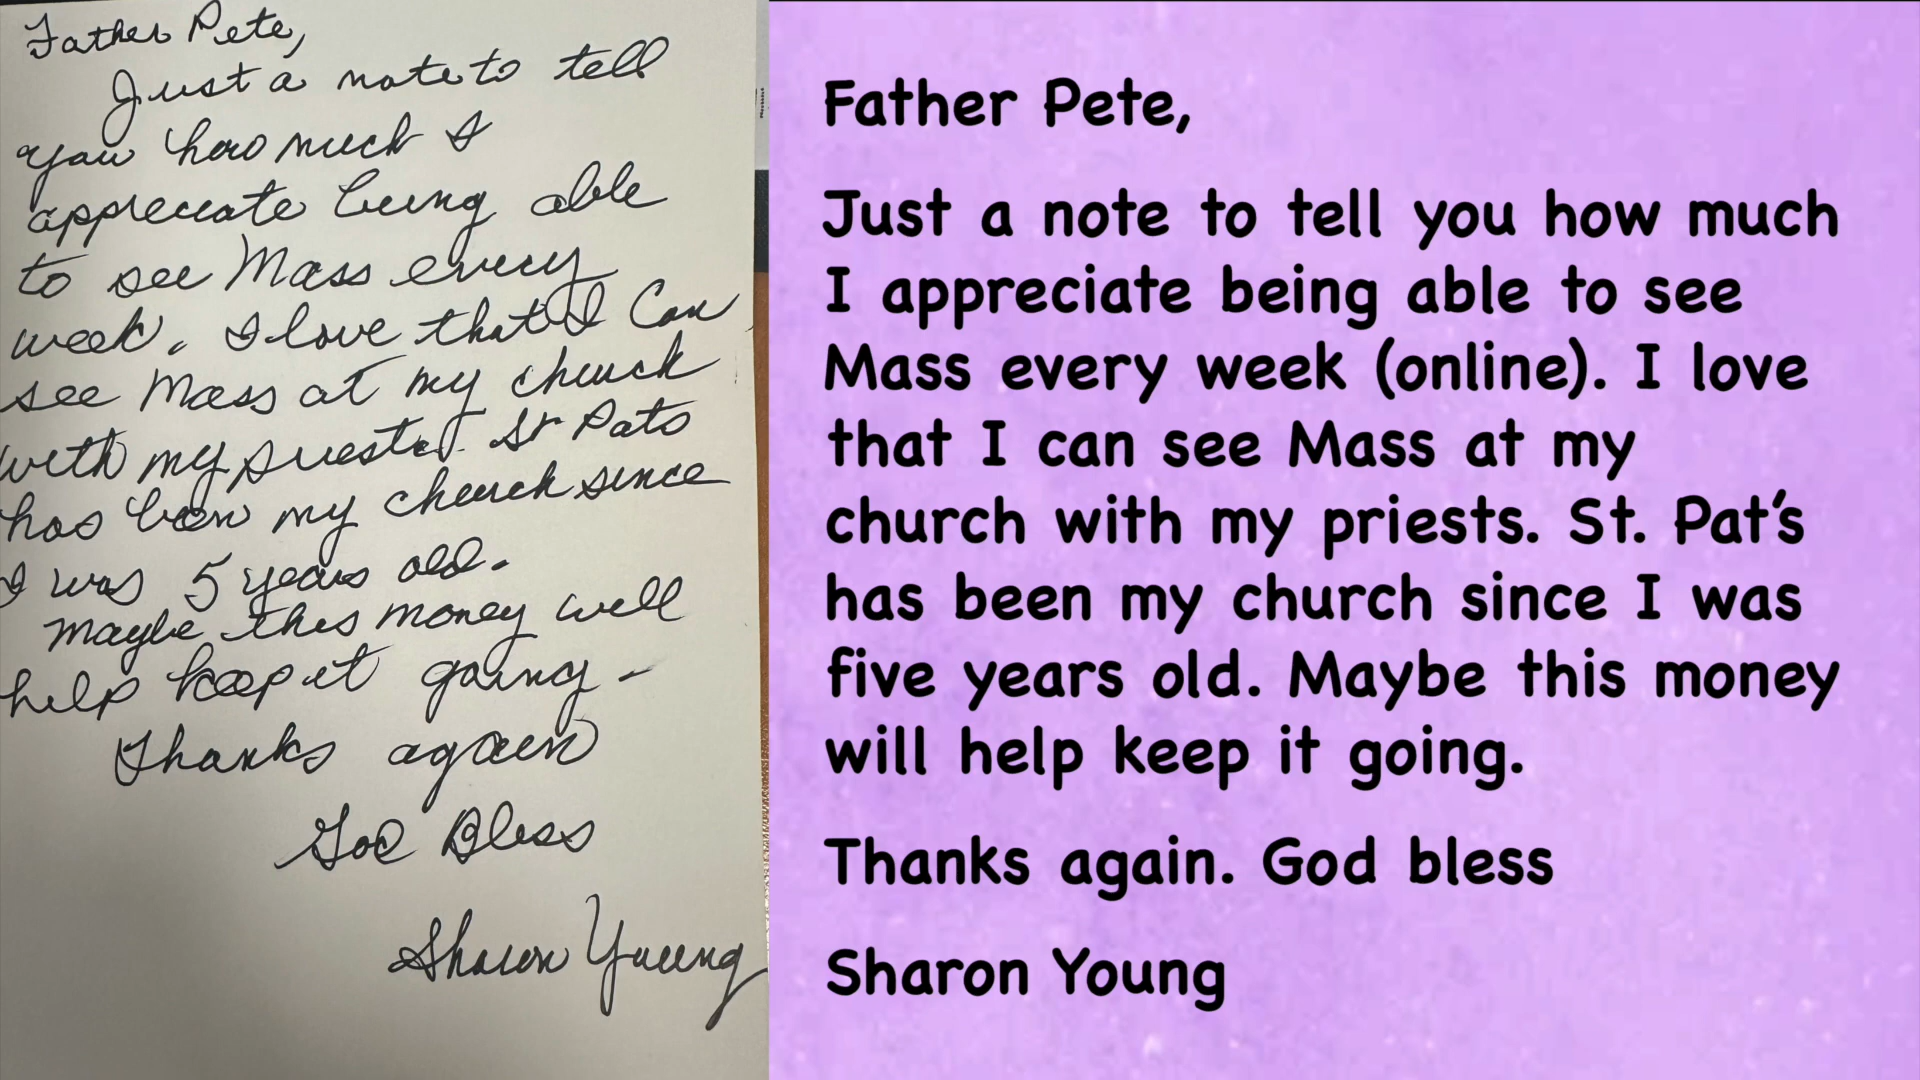 Father Pete,
Just a note to tell
you how much I
appreciate being able
to see Mass every
week. I love that I Can
see Mass at my church
with my priests. St Pats
has been my church since
I was 5 years old.
Maybe this money will
help keep it going -
Thanks again
God Bless
Sharon Young
Father Pete,
Just a note to tell you how much
I appreciate being able to see
Mass every week (online). I love
that I can see Mass at my
church with my priests. St. Pat's
has been my church since I was
five years old. Maybe this money
will help keep it going.
Thanks again. God bless
Sharon Young